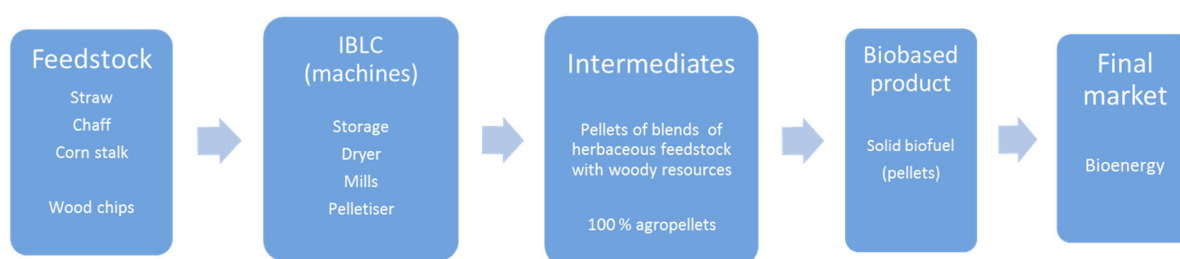 Feedstock
Straw
Chaff
Corn stalk
Wood chips
IBLC
(machines)
Storage
Dryer
Mills
Pelletiser
Intermediates
Pellets of blends of
herbaceous feedstock
with woody resources
100 % agropellets
Biobased
product
Solid biofuel
(pellets)
Final
market
Bioenergy